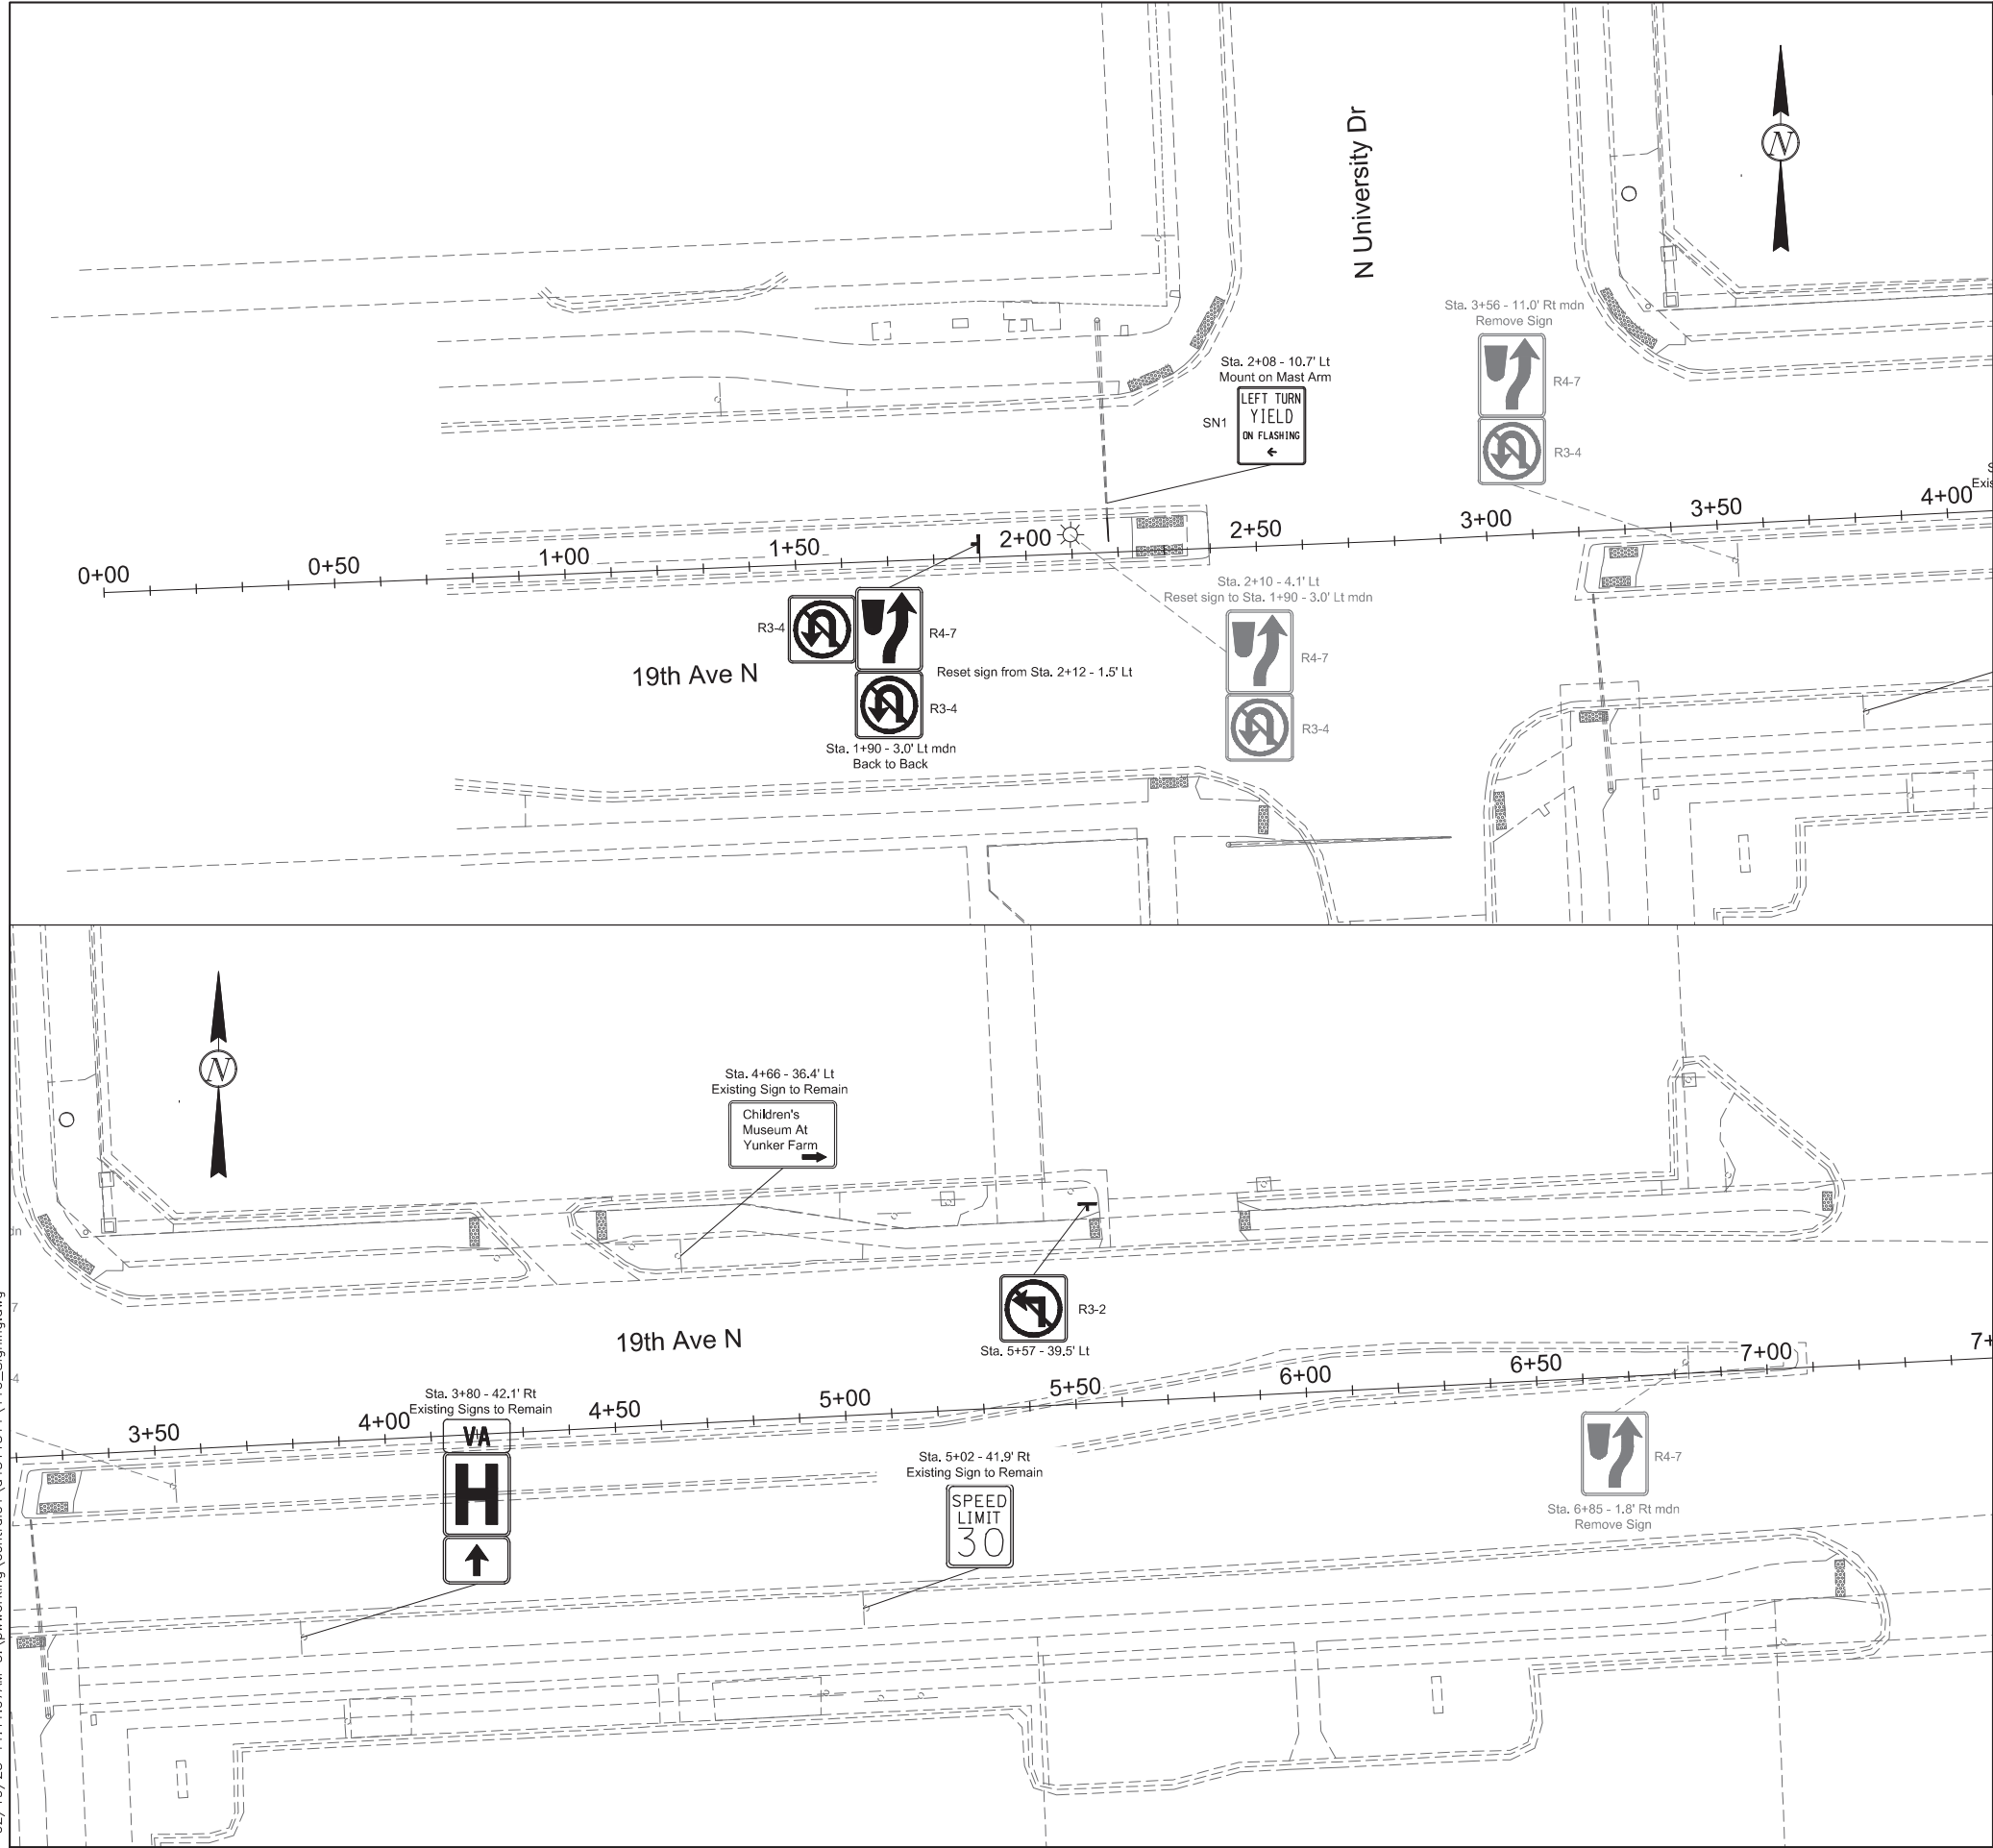 N University Dr
N
Sta. 3+56 - 11.0' Rt mdn
Remove Sign
R4-7
R3-4
Sta. 2+08 - 10.7' Lt
Mount on Mast Arm
SN1
LEFT TURN
YIELD
ON FLASHING
0+00
0+50
1+00
1+50
2+00
2+50
3+00
3+50
4+00
Sta. 2+10 - 4.1' Lt
Reset sign to Sta. 1+90 - 3.0' Lt mdn
R4-7
R3-4
R3-4
R4-7
Reset sign from Sta. 2+12 - 1.5' Lt
R3-4
Sta. 1+90 - 3.0' Lt mdn
Back to Back
19th Ave N
N
Sta. 4+66 - 36.4' Lt
Existing Sign to Remain
Children's
Museum At
Yunker Farm
R3-2
Sta. 5+57 - 39.5' Lt
19th Ave N
3+50
4+00
4+50
5+00
5+50
6+00
6+50
7+00
7+
Sta. 3+80 - 42.1' Rt
Existing Signs to Remain
VA
H
Sta. 5+02 - 41.9' Rt
Existing Sign to Remain
SPEED
LIMIT
30
R4-7
Sta. 6+85 - 1.8' Rt mdn
Remove Sign